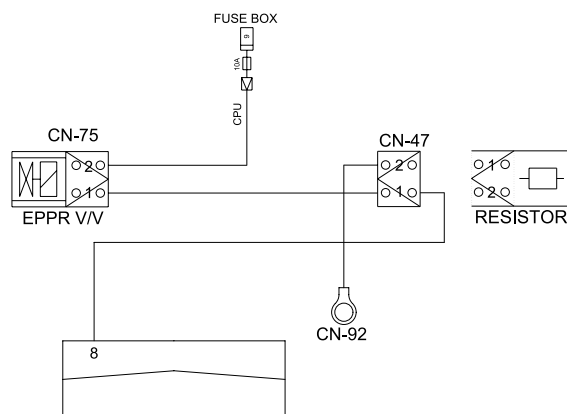 FUSE BOX
9
10A
CPU
CN-75
2
1
EPPR V/V
CN-47
2
1
1
2
RESISTOR
CN-92
8